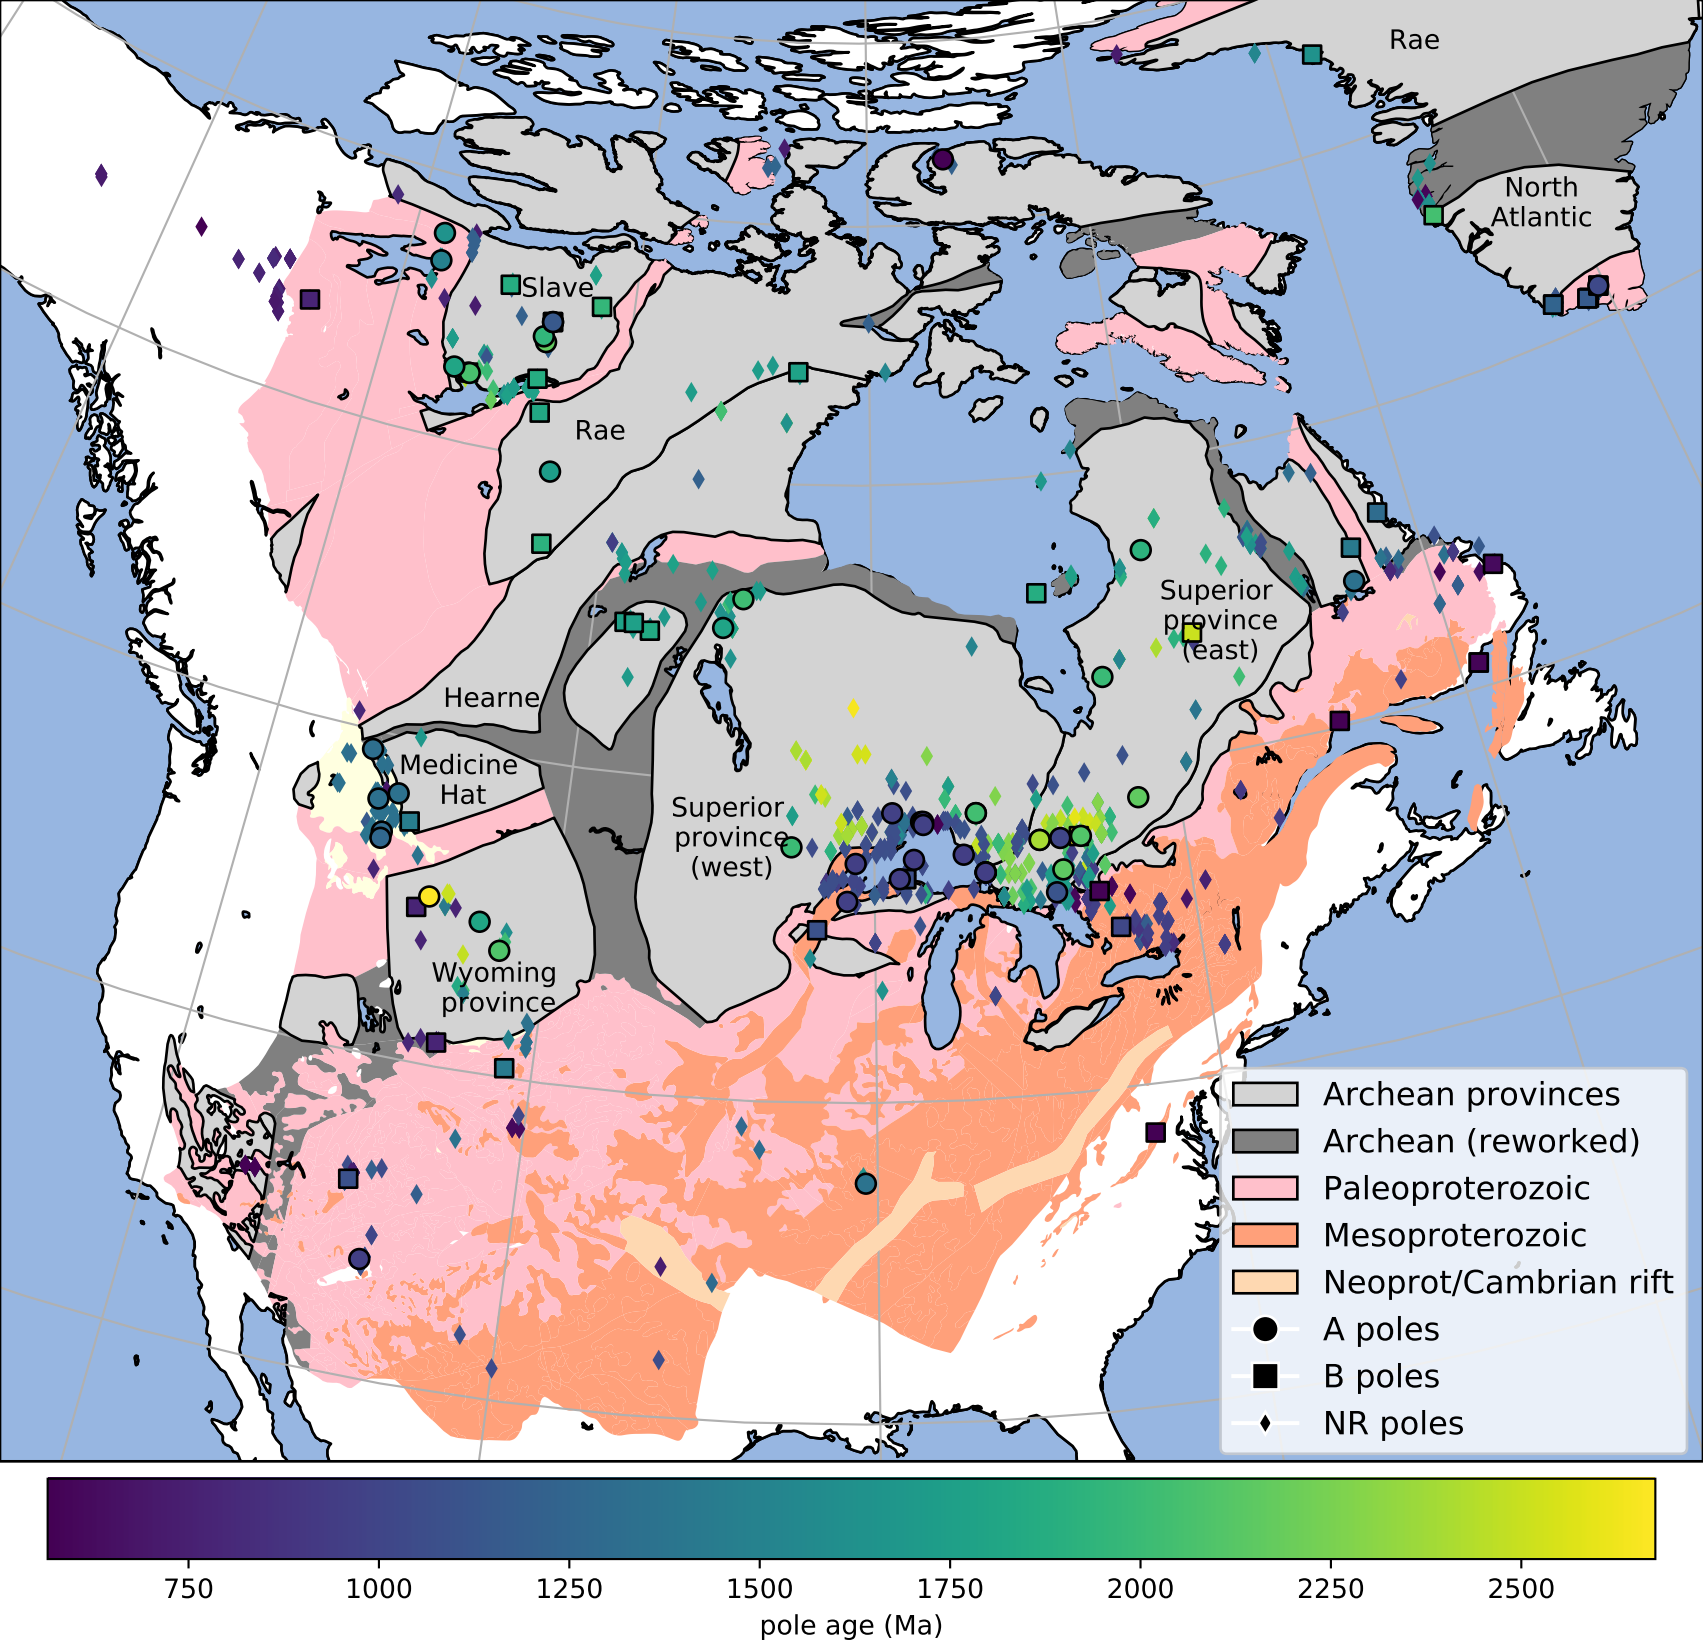 Rae
North
Atlantic
Slave
Rae
Superior
province
(east)
Hearne
Medicine
Hat
Superior
province
(west)
Wyoming
province
Archean provinces
Archean (reworked)
Paleoproterozoic
Mesoproterozoic
Neoprot/Cambrian rift
A poles
B poles
NR poles
750 1000 1250 1500 1750 2000 2250 2500
pole age (Ma)